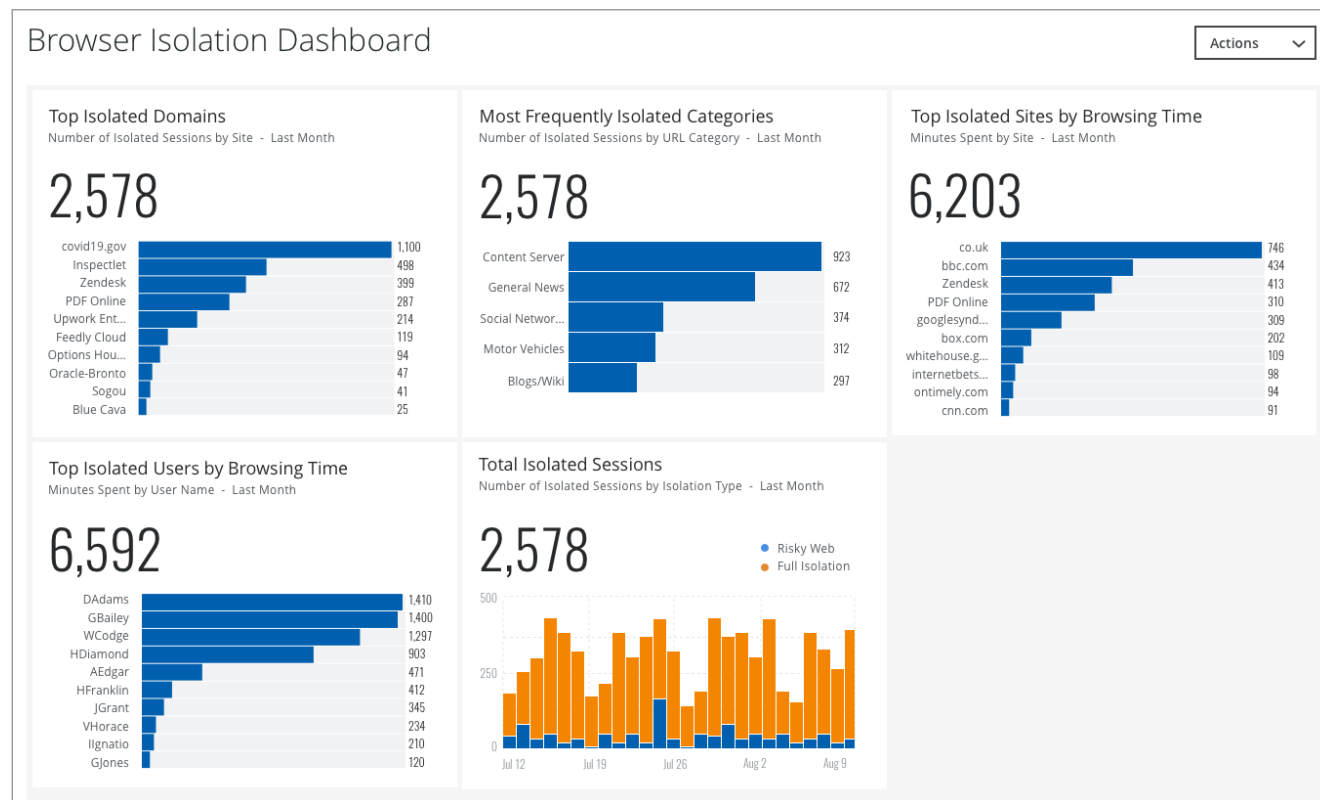 Browser Isolation Dashboard
Actions
Top Isolated Domains
Number of Isolated Sessions by Site - Last Month
2,578
covid19.gov 1,100
Inspectlet 498
Zendesk 399
PDF Online 287
Upwork Ent... 214
Feedly Cloud 119
Options Hou... 94
Oracle-Bronto 47
Sogou 41
Blue Cava 25
Most Frequently Isolated Categories
Number of Isolated Sessions by URL Category - Last Month
2,578
Content Server 923
General News 672
Social Networ... 374
Motor Vehicles 312
Blogs/Wiki 297
Top Isolated Sites by Browsing Time
Minutes Spent by Site - Last Month
6,203
co.uk 746
bbc.com 434
Zendesk 413
PDF Online 310
googlesynd... 309
box.com 202
whitehouse.g... 109
internetbets... 98
ontimely.com 94
cnn.com 91
Top Isolated Users by Browsing Time
Minutes Spent by User Name - Last Month
6,592
DAdams 1,410
GBailey 1,400
WCodge 1,297
HDiamond 903
AEdgar 471
HFranklin 412
JGrant 345
VHorace 234
IIgnatio 210
GJones 120
Total Isolated Sessions
Number of Isolated Sessions by Isolation Type - Last Month
2,578
Risky Web
Full Isolation
500
250
0
Jul 12 Jul 19 Jul 26 Aug 2 Aug 9